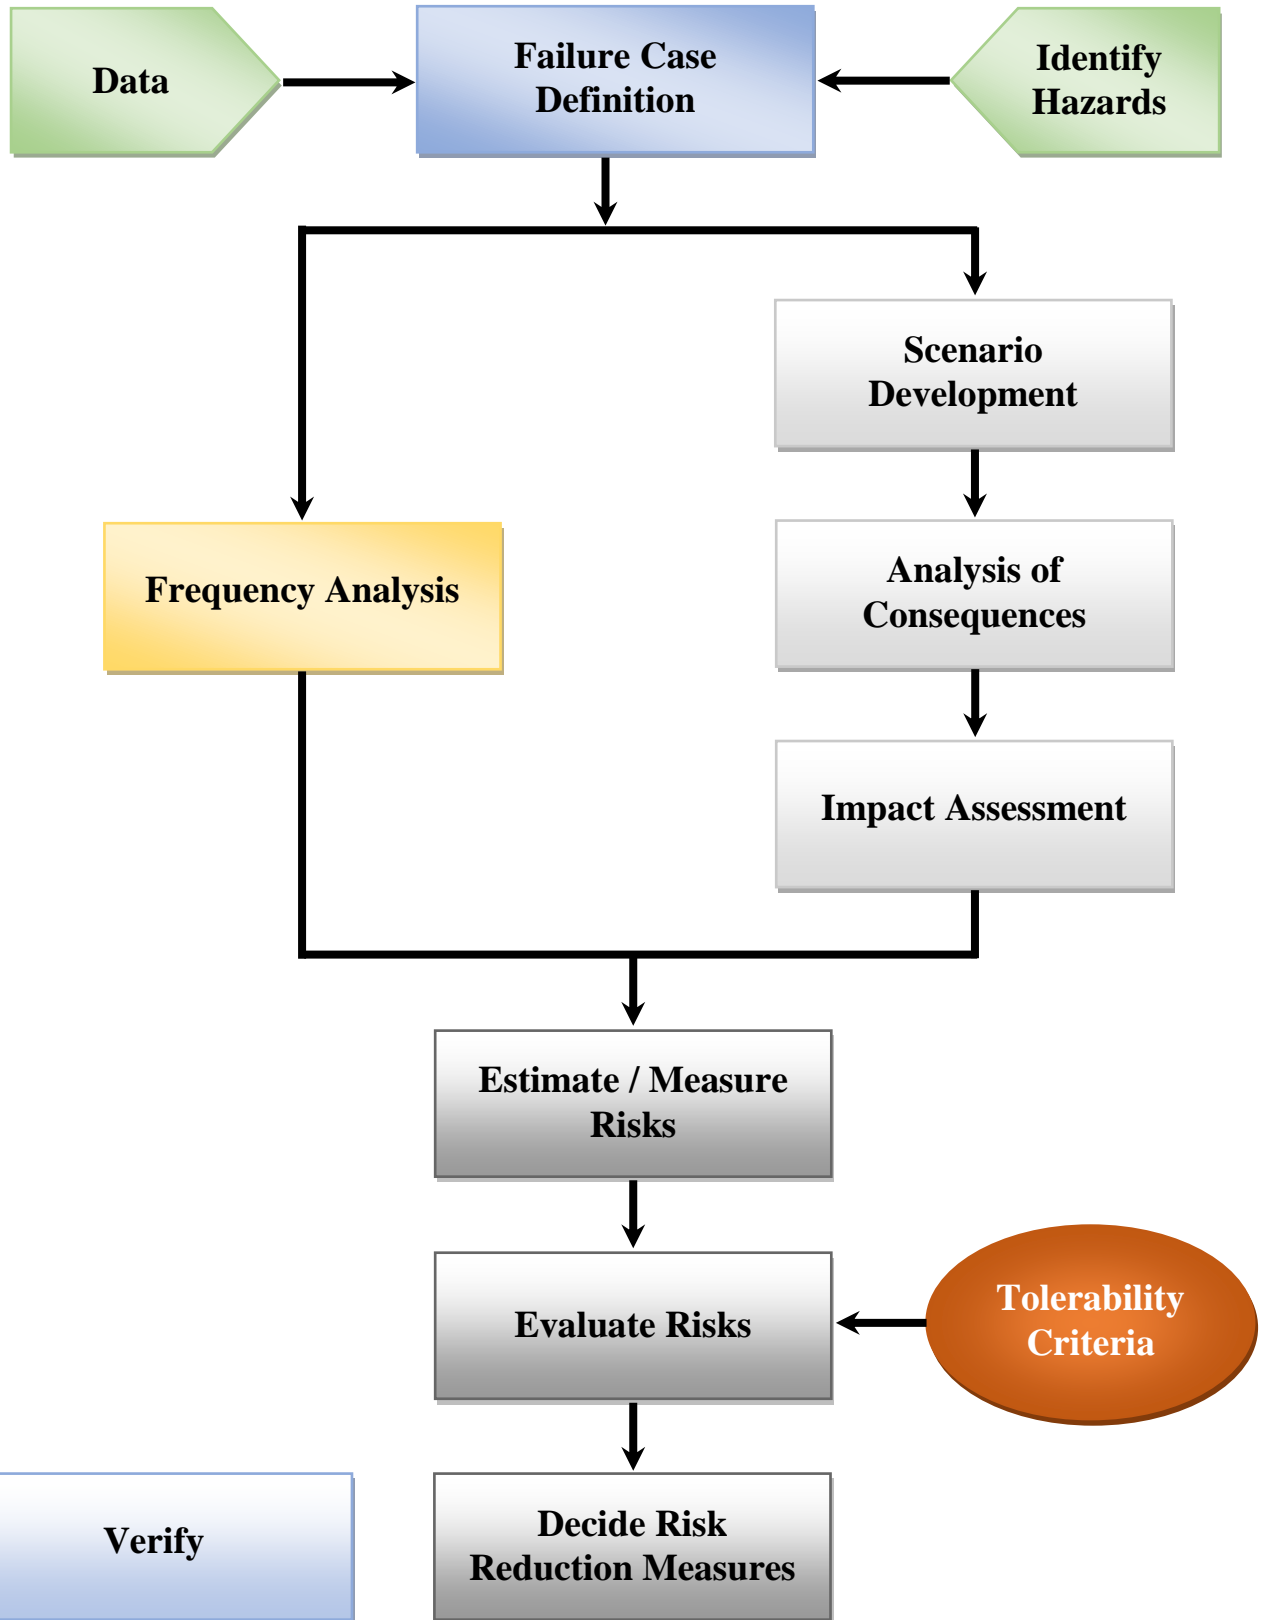 Data
Failure Case
Definition
Identify
Hazards
Scenario
Development
Frequency Analysis
Analysis of
Consequences
Impact Assessment
Estimate / Measure
Risks
Evaluate Risks
Tolerability
Criteria
Verify
Decide Risk
Reduction Measures